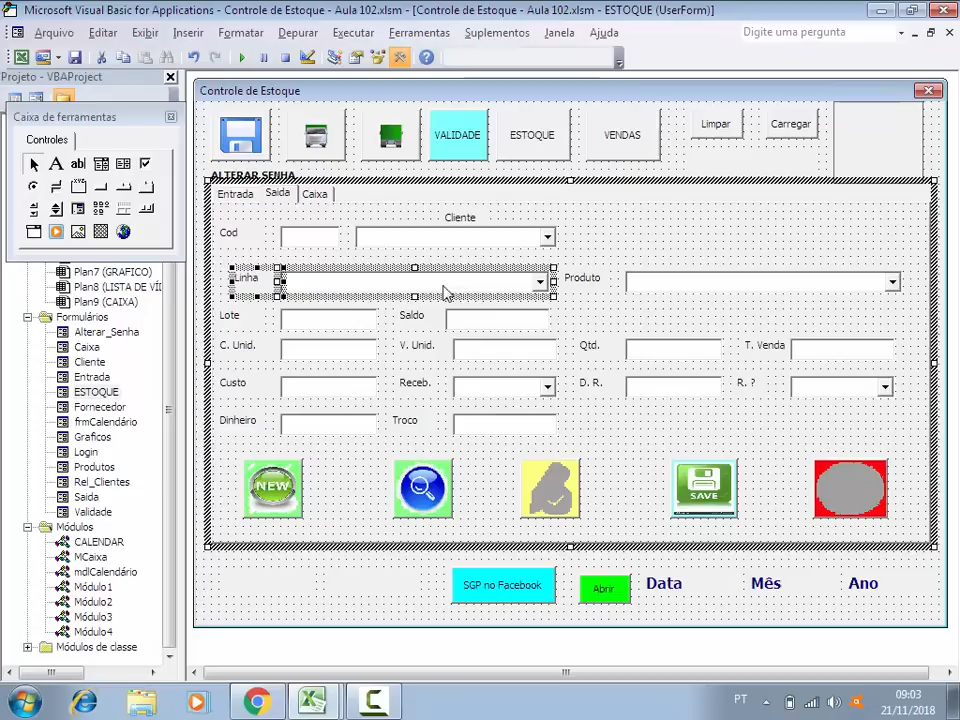 Microsoft Visual Basic for Applications - Controle de Estoque - Aula 102.xlsm - [Controle de Estoque - Aula 102.xlsm - ESTOQUE (UserForm)]
Arquivo Editar Exibir Inserir Formatar Depurar Executar Ferramentas Suplementos Janela Ajuda Digite uma pergunta
Projeto - VBAProject
Caixa de ferramentas
Controles
Plan7 (GRAFICO)
Plan8 (LISTA DE VI
Plan9 (CAIXA)
Formulários
Alterar_Senha
Caixa
Cliente
Entrada
ESTOQUE
Fornecedor
frmCalendário
Graficos
Login
Produtos
Rel_Clientes
Saida
Validade
Módulos
CALENDAR
MCaixa
mdlCalendário
Módulo1
Módulo2
Módulo3
Módulo4
Módulos de classe
Controle de Estoque
VALIDADE ESTOQUE VENDAS Limpar Carregar
ALTERAR SENHA
Entrada Saida Caixa
Cliente
Cod
Linha Produto
Lote Saldo
C. Unid. V. Unid. Qtd. T. Venda
Custo Receb. D. R. R. ?
Dinheiro Troco
NEW SAVE
SGP no Facebook Abrir Data Mês Ano
PT 09:03
21/11/2018